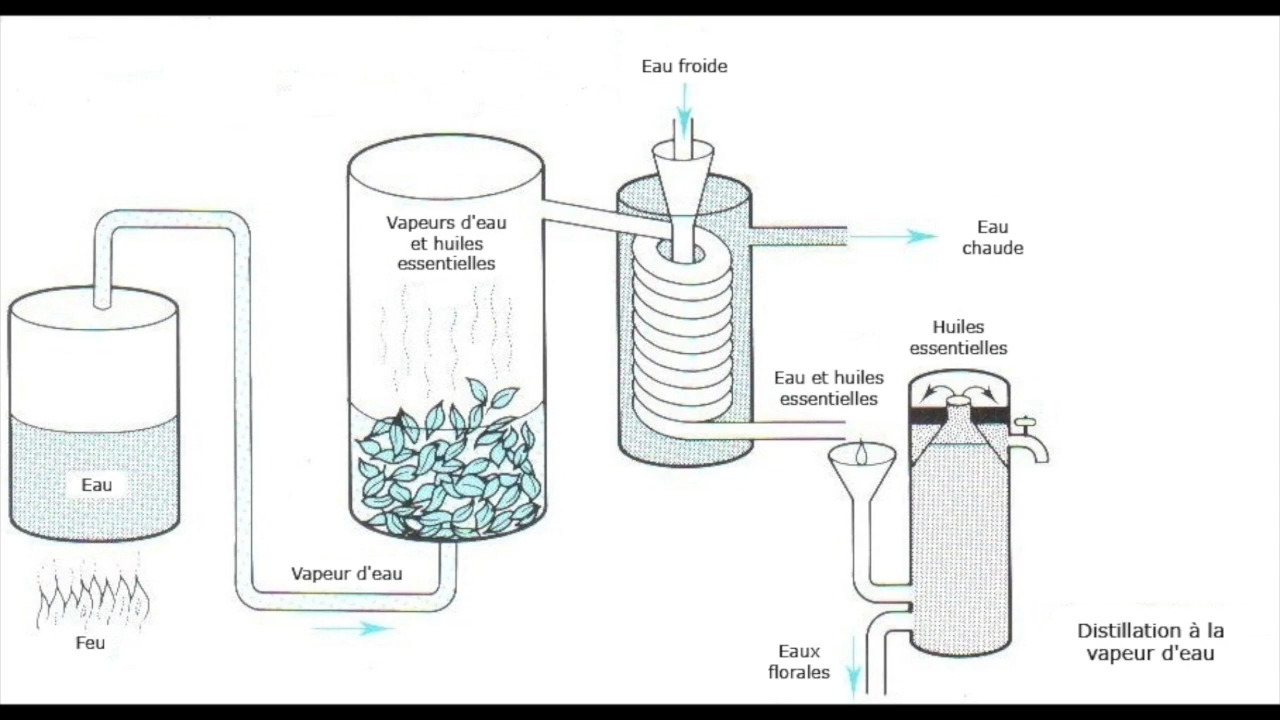 Eau froide
Vapeurs d'eau
et huiles
essentielles
Eau
chaude
Huiles
essentielles
Eau et huiles
essentielles
Eau
Vapeur d'eau
Feu
Eaux
florales
Distillation à la
vapeur d'eau